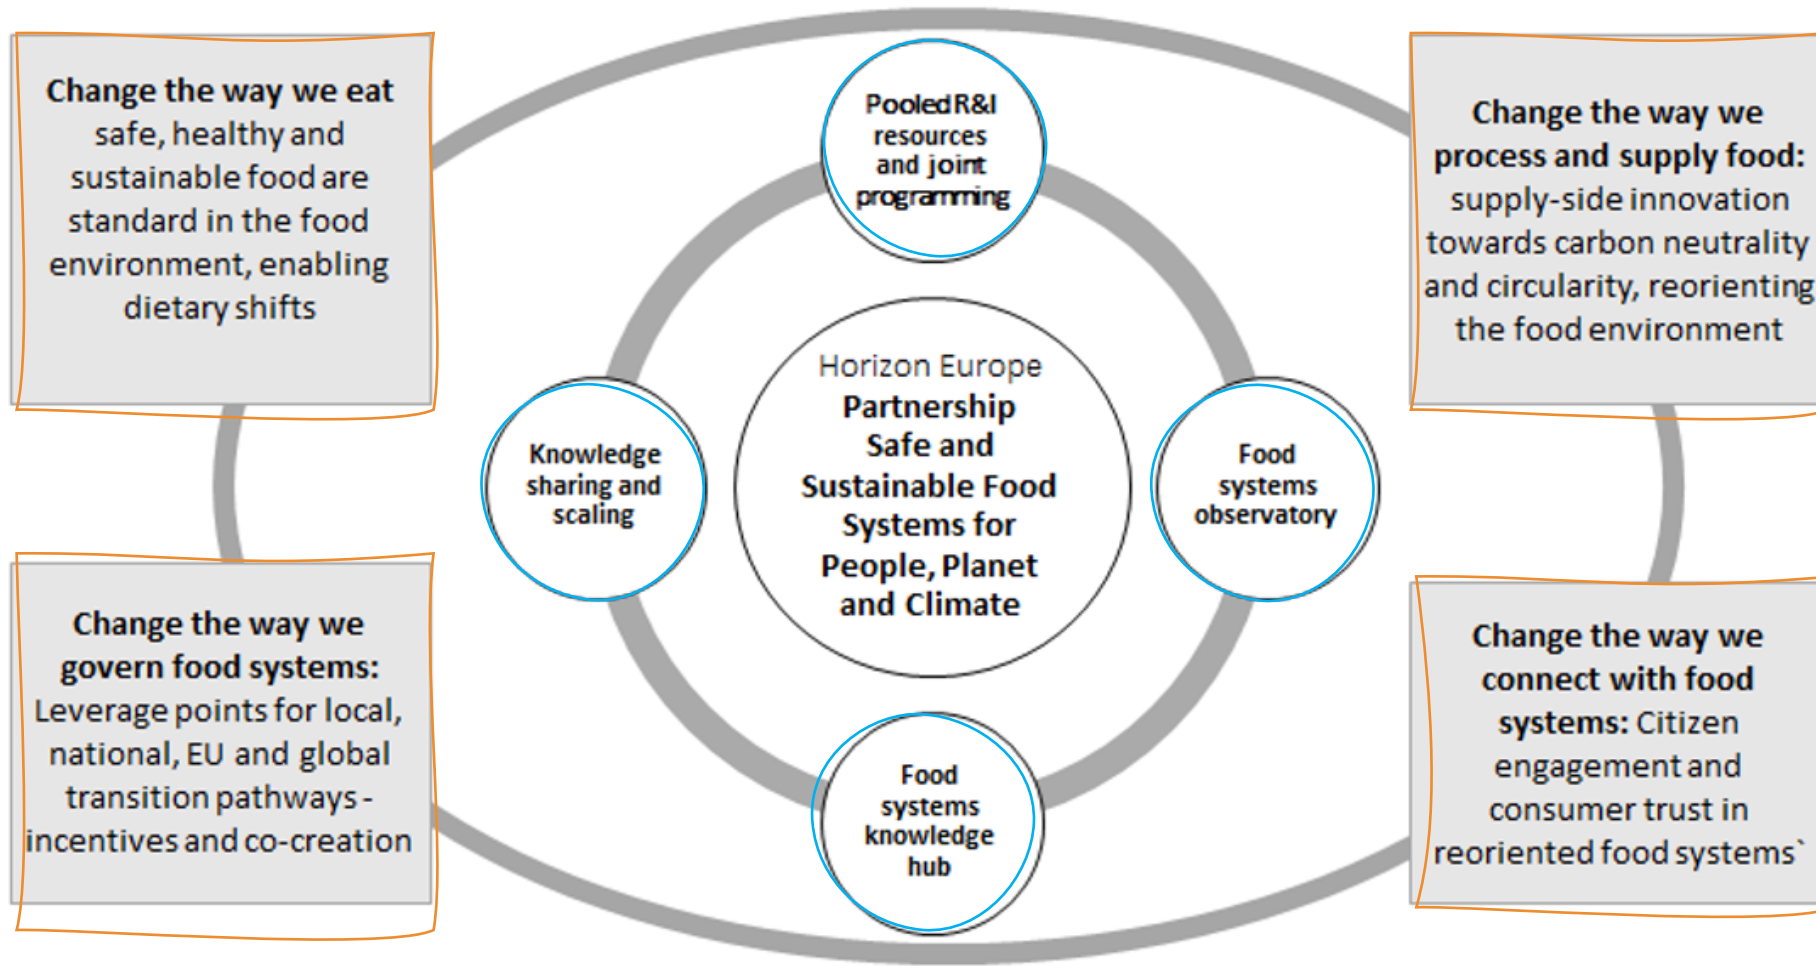 Change the way we eat
safe, healthy and
sustainable food are
standard in the food
environment, enabling
dietary shifts
Pooled R&I
resources
and joint
programming
Change the way we
process and supply food:
supply-side innovation
towards carbon neutrality
and circularity, reorienting
the food environment
Knowledge
sharing and
scaling
Horizon Europe
Partnership
Safe and
Sustainable Food
Systems for
People, Planet
and Climate
Food
systems
observatory
Change the way we
govern food systems:
Leverage points for local,
national, EU and global
transition pathways -
incentives and co-creation
Food
systems
knowledge
hub
Change the way we
connect with food
systems: Citizen
engagement and
consumer trust in
reoriented food systems`